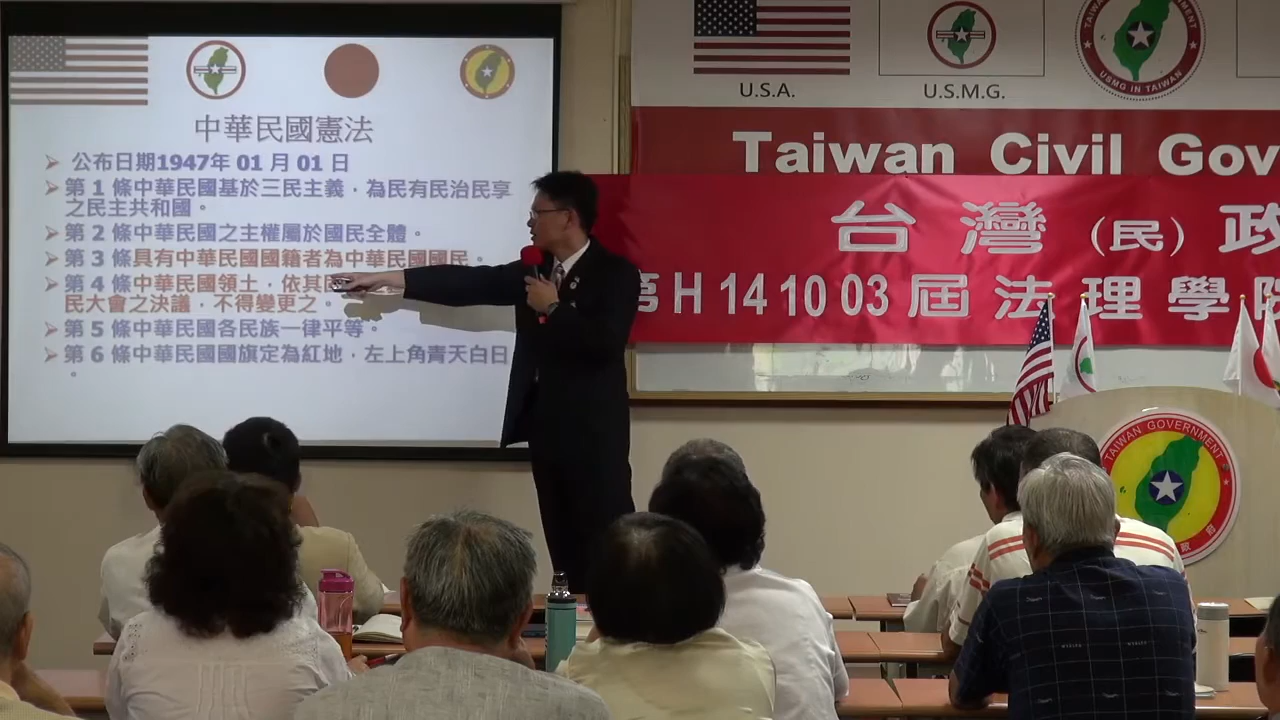 中華民國憲法
公布日期1947年 01 月 01 日
第 1 條中華民國基於三民主義，為民有民治民享
之民主共和國。
第 2 條中華民國之主權屬於國民全體。
第 3 條具有中華民國國籍者為中華民國國民。
第 4 條中華民國領土，依其
民大會之決議，不得變更之。
第 5 條中華民國各民族一律平等。
第 6 條中華民國國旗定為紅地，左上角青天白日
。
U.S.A.
U.S.M.G.
TAIWAN
USMG IN TAIWAN
Taiwan Civil Gov
台灣（民）政
第 H 14 10 03 屆 法 理 學 院
TAIWAN GOVERNMENT
政府